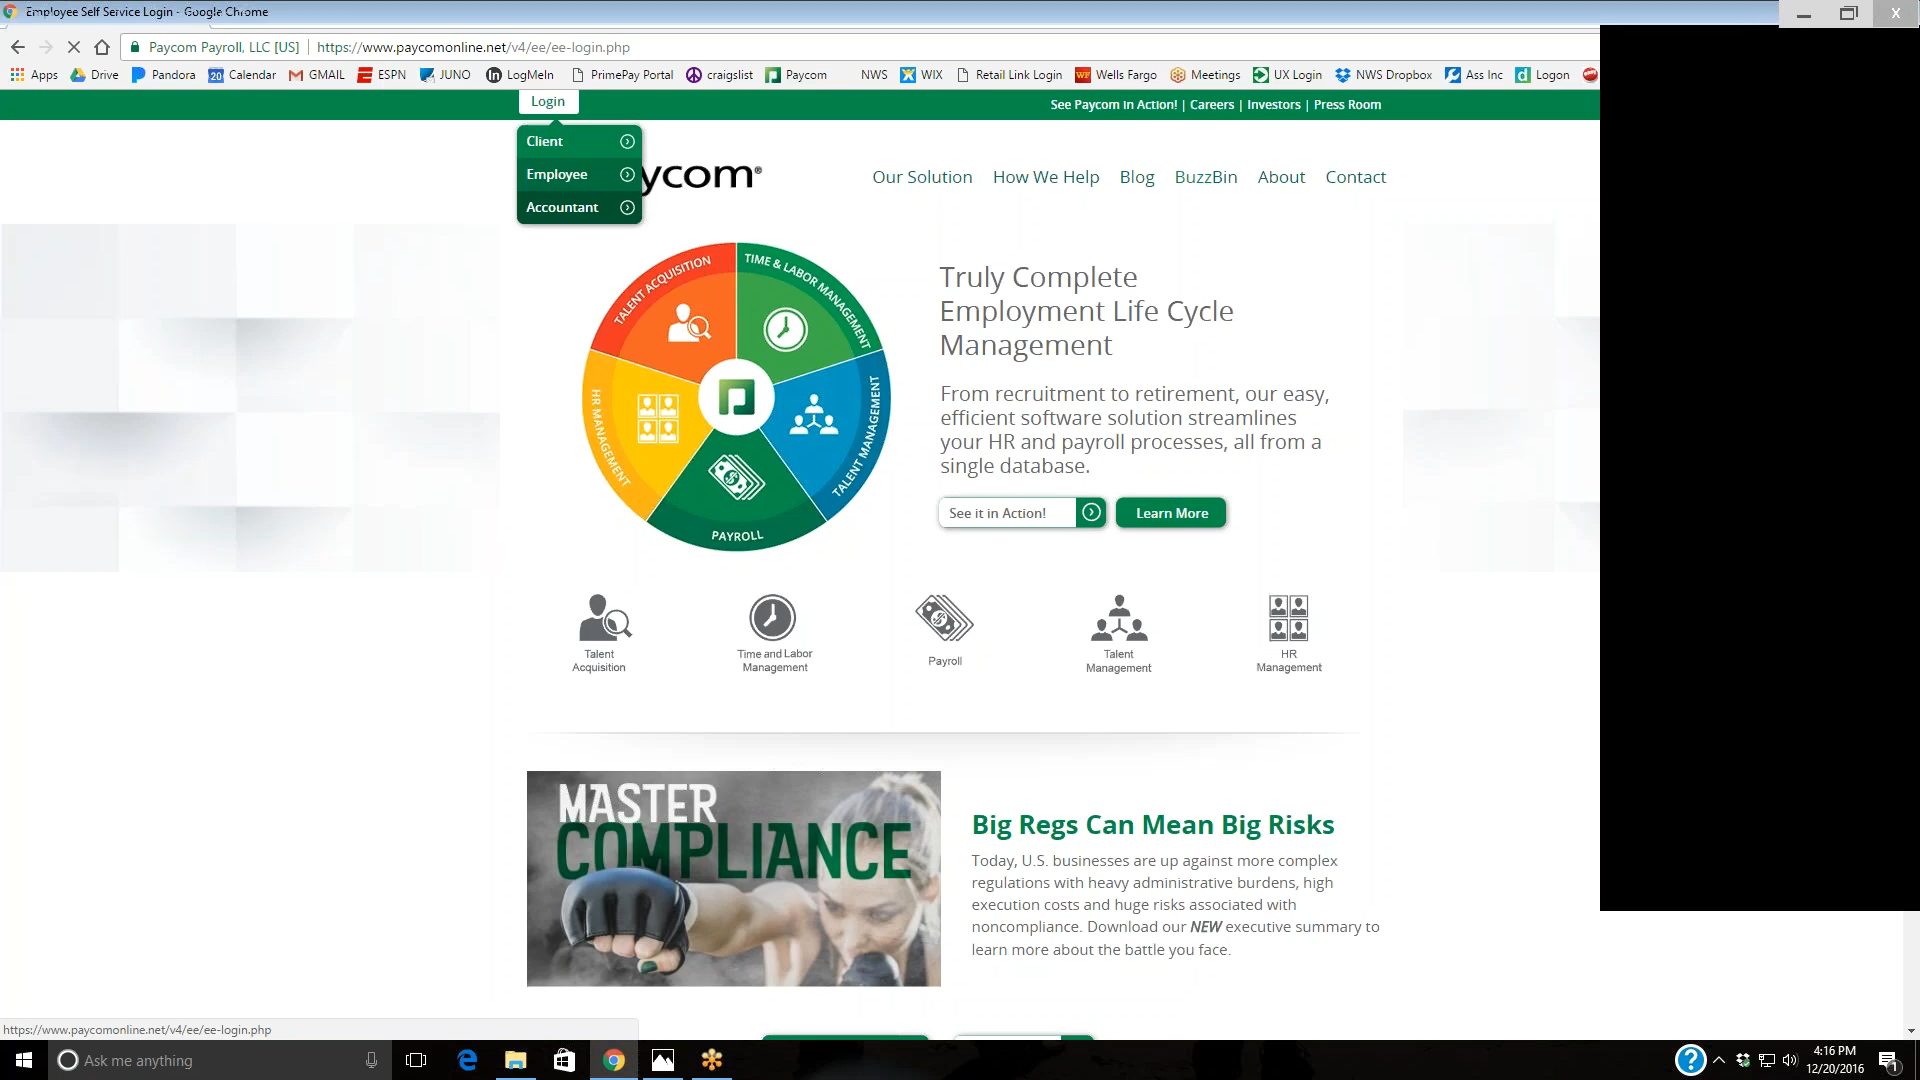 Employee Self Service Login - Google Chrome
Paycom Payroll, LLC [US] | https://www.paycomonline.net/v4/ee/ee-login.php
Apps Drive Pandora Calendar GMAIL ESPN JUNO LogMeIn PrimePay Portal craigslist Paycom NWS WIX Retail Link Login Wells Fargo Meetings UX Login NWS Dropbox Ass Inc Logon
Login
See Paycom in Action! | Careers | Investors | Press Room
Client
Employee
Accountant
ycom®
Our Solution How We Help Blog BuzzBin About Contact
TALENT ACQUISITION
TIME & LABOR MANAGEMENT
HR MANAGEMENT
TALENT MANAGEMENT
PAYROLL
Truly Complete
Employment Life Cycle
Management
From recruitment to retirement, our easy,
efficient software solution streamlines
your HR and payroll processes, all from a
single database.
See it in Action!
Learn More
Talent
Acquisition
Time and Labor
Management
Payroll
Talent
Management
HR
Management
MASTER
COMPLIANCE
Big Regs Can Mean Big Risks
Today, U.S. businesses are up against more complex
regulations with heavy administrative burdens, high
execution costs and huge risks associated with
noncompliance. Download our NEW executive summary to
learn more about the battle you face.
https://www.paycomonline.net/v4/ee/ee-login.php
Ask me anything
4:16 PM
12/20/2016
1